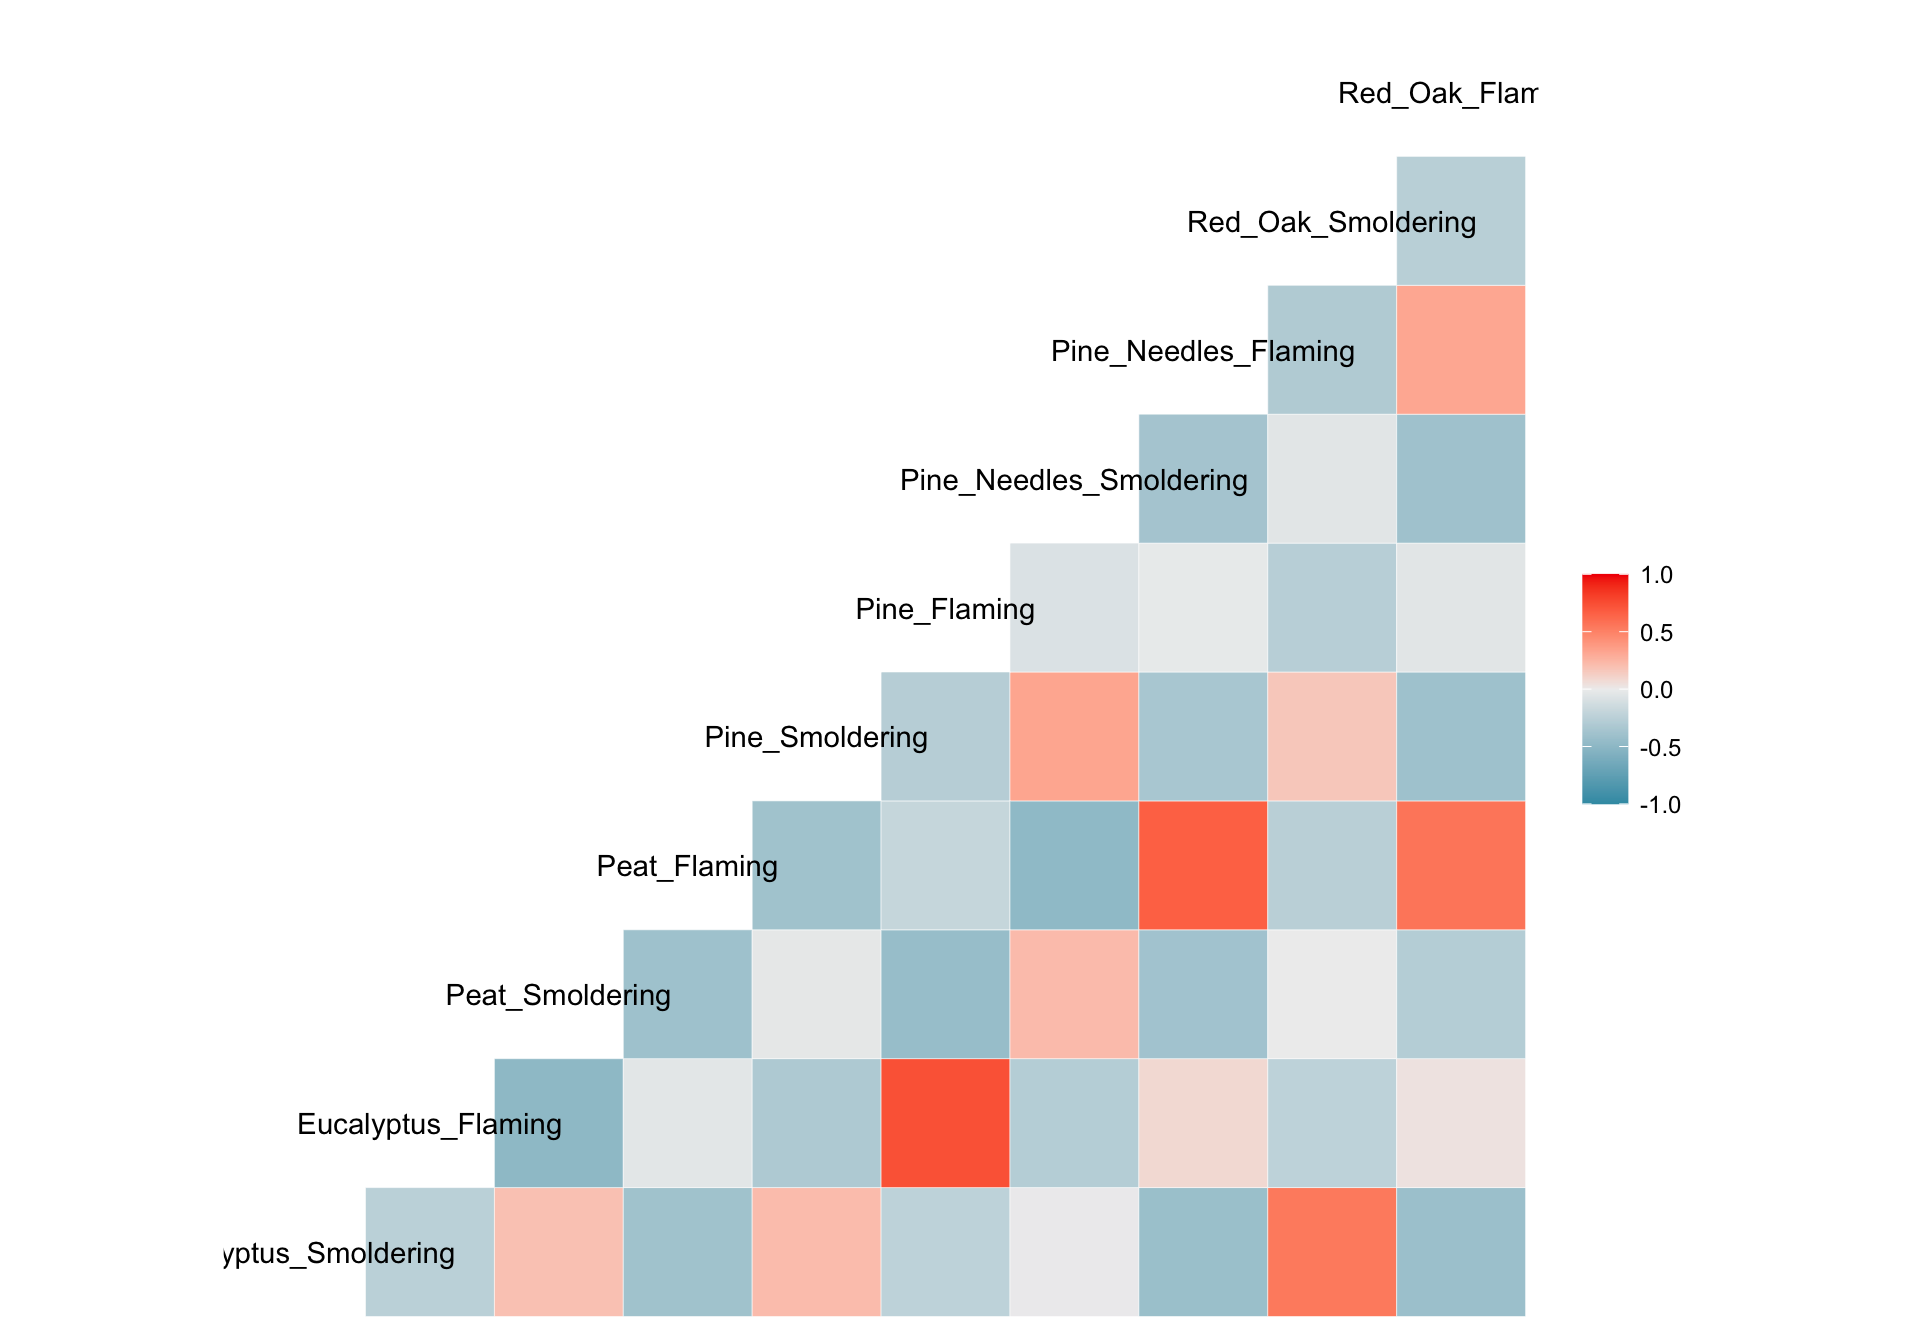 Red_Oak_Flam
Red_Oak_Smoldering
Pine_Needles_Flaming
Pine_Needles_Smoldering
Pine_Flaming
Pine_Smoldering
Peat_Flaming
Peat_Smoldering
Eucalyptus_Flaming
yptus_Smoldering
1.0
0.5
0.0
-0.5
-1.0